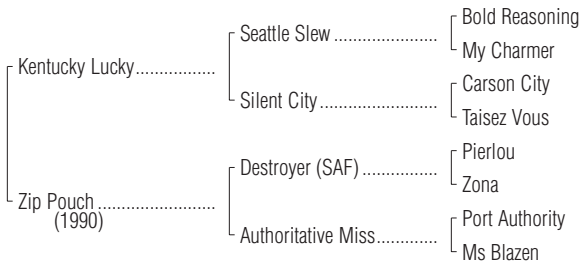 Bold Reasoning
Seattle Slew ....................
My Charmer
Kentucky Lucky................
Carson City
Silent City.......................
Taisez Vous
Pierlou
Destroyer (SAF) ...............
Zona
Zip Pouch .......................
(1990)
Port Authority
Authoritative Miss............
Ms Blazen